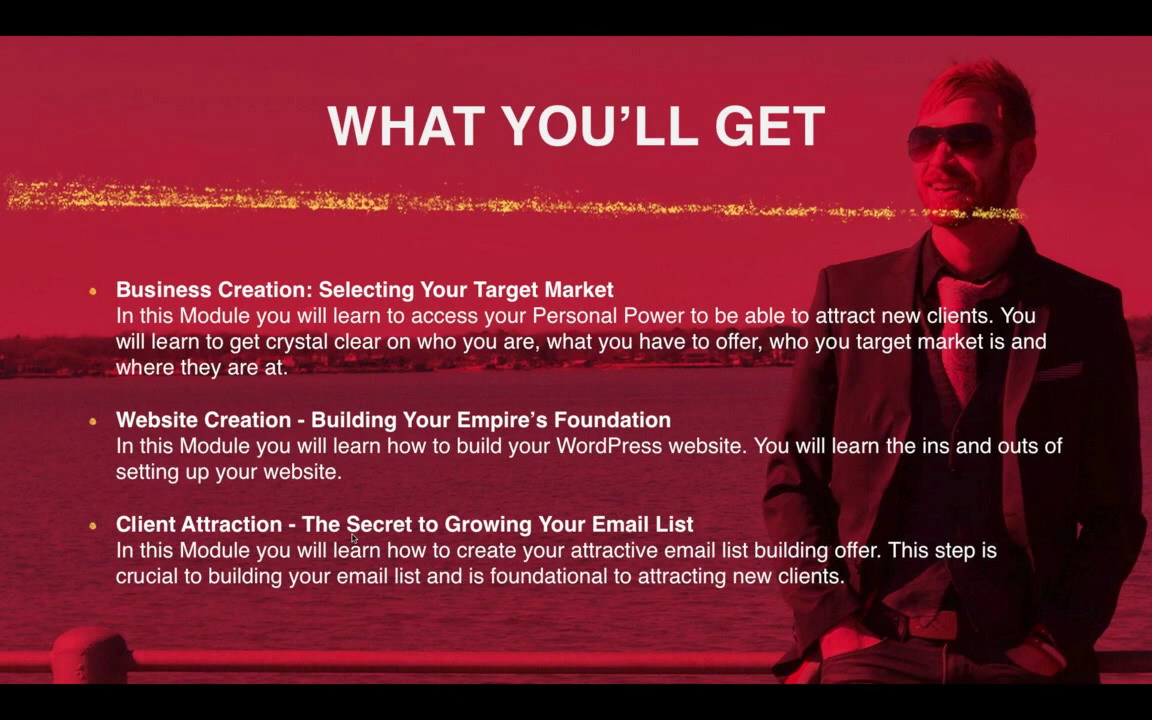 WHAT YOU’LL GET
Business Creation: Selecting Your Target Market
In this Module you will learn to access your Personal Power to be able to attract new clients. You
will learn to get crystal clear on who you are, what you have to offer, who you target market is and
where they are at.
Website Creation - Building Your Empire’s Foundation
In this Module you will learn how to build your WordPress website. You will learn the ins and outs of
setting up your website.
Client Attraction - The Secret to Growing Your Email List
In this Module you will learn how to create your attractive email list building offer. This step is
crucial to building your email list and is foundational to attracting new clients.